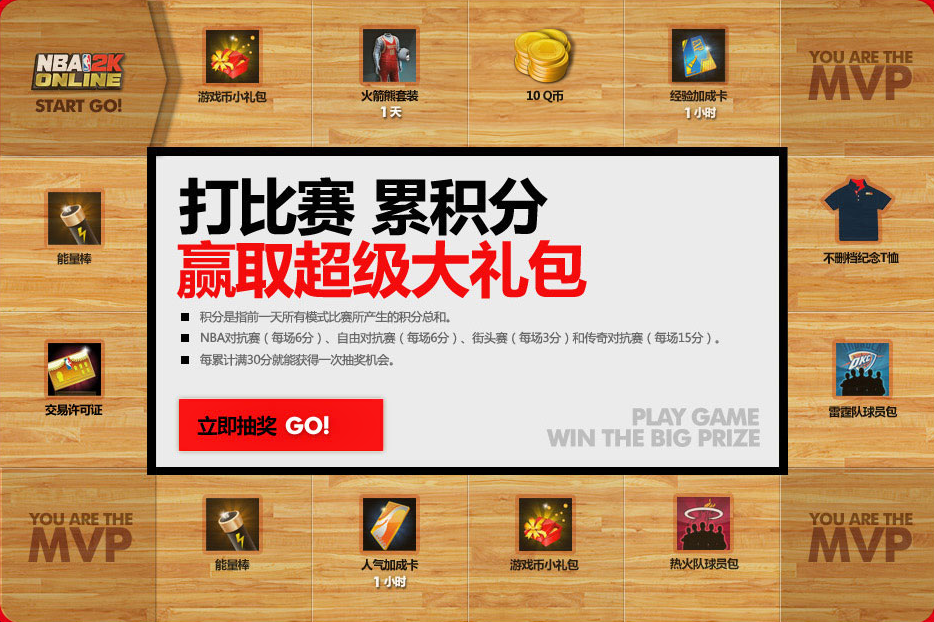 NBA 2K
ONLINE
START GO!
游戏币小礼包
火箭熊套装
1 天
10 Q币
经验加成卡
1 小时
YOU ARE THE
MVP
能量棒
打比赛 累积分
赢取超级大礼包
积分是指前一天所有模式比赛所产生的积分总和。
NBA对抗赛（每场6分）、自由对抗赛（每场6分）、街头赛（每场3分）和传奇对抗赛（每场15分）。
每累计满30分就能获得一次抽奖机会。
立即抽奖 GO!
PLAY GAME
WIN THE BIG PRIZE
不删档纪念T恤
交易许可证
OKC
雷霆队球员包
YOU ARE THE
MVP
能量棒
人气加成卡
1 小时
游戏币小礼包
热火队球员包
YOU ARE THE
MVP